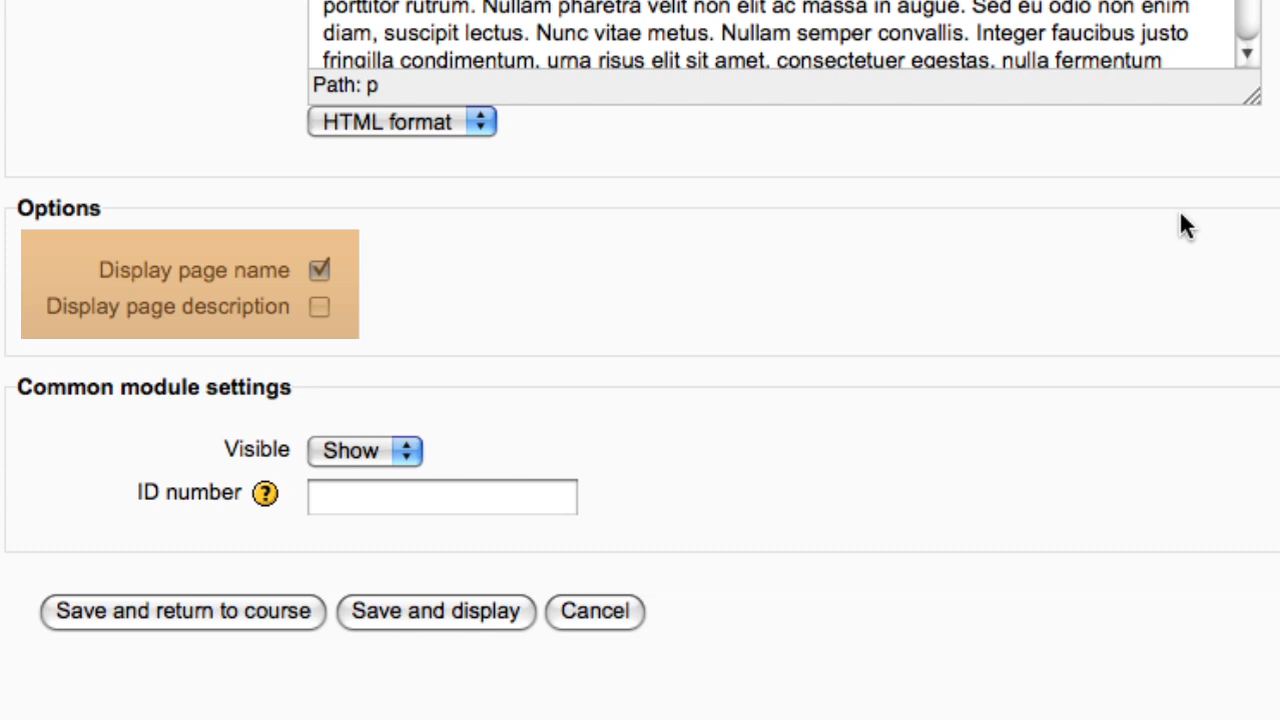 porttitor rutrum. Nullam pharetra velit non elit ac massa in augue. Sed eu odio non enim
diam, suscipit lectus. Nunc vitae metus. Nullam semper convallis. Integer faucibus justo
fringilla condimentum, urna risus elit sit amet, consectetuer egestas, nulla fermentum
Path: p
HTML format
Options
Display page name
Display page description
Common module settings
Visible Show
ID number ?
Save and return to course Save and display Cancel